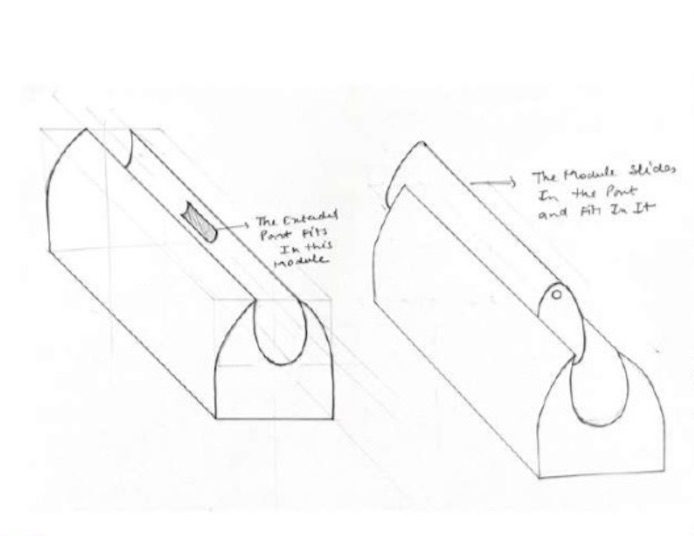 The Extended
Part Fits
In this
Module
The Module Slides
In the Part
and Fits In It